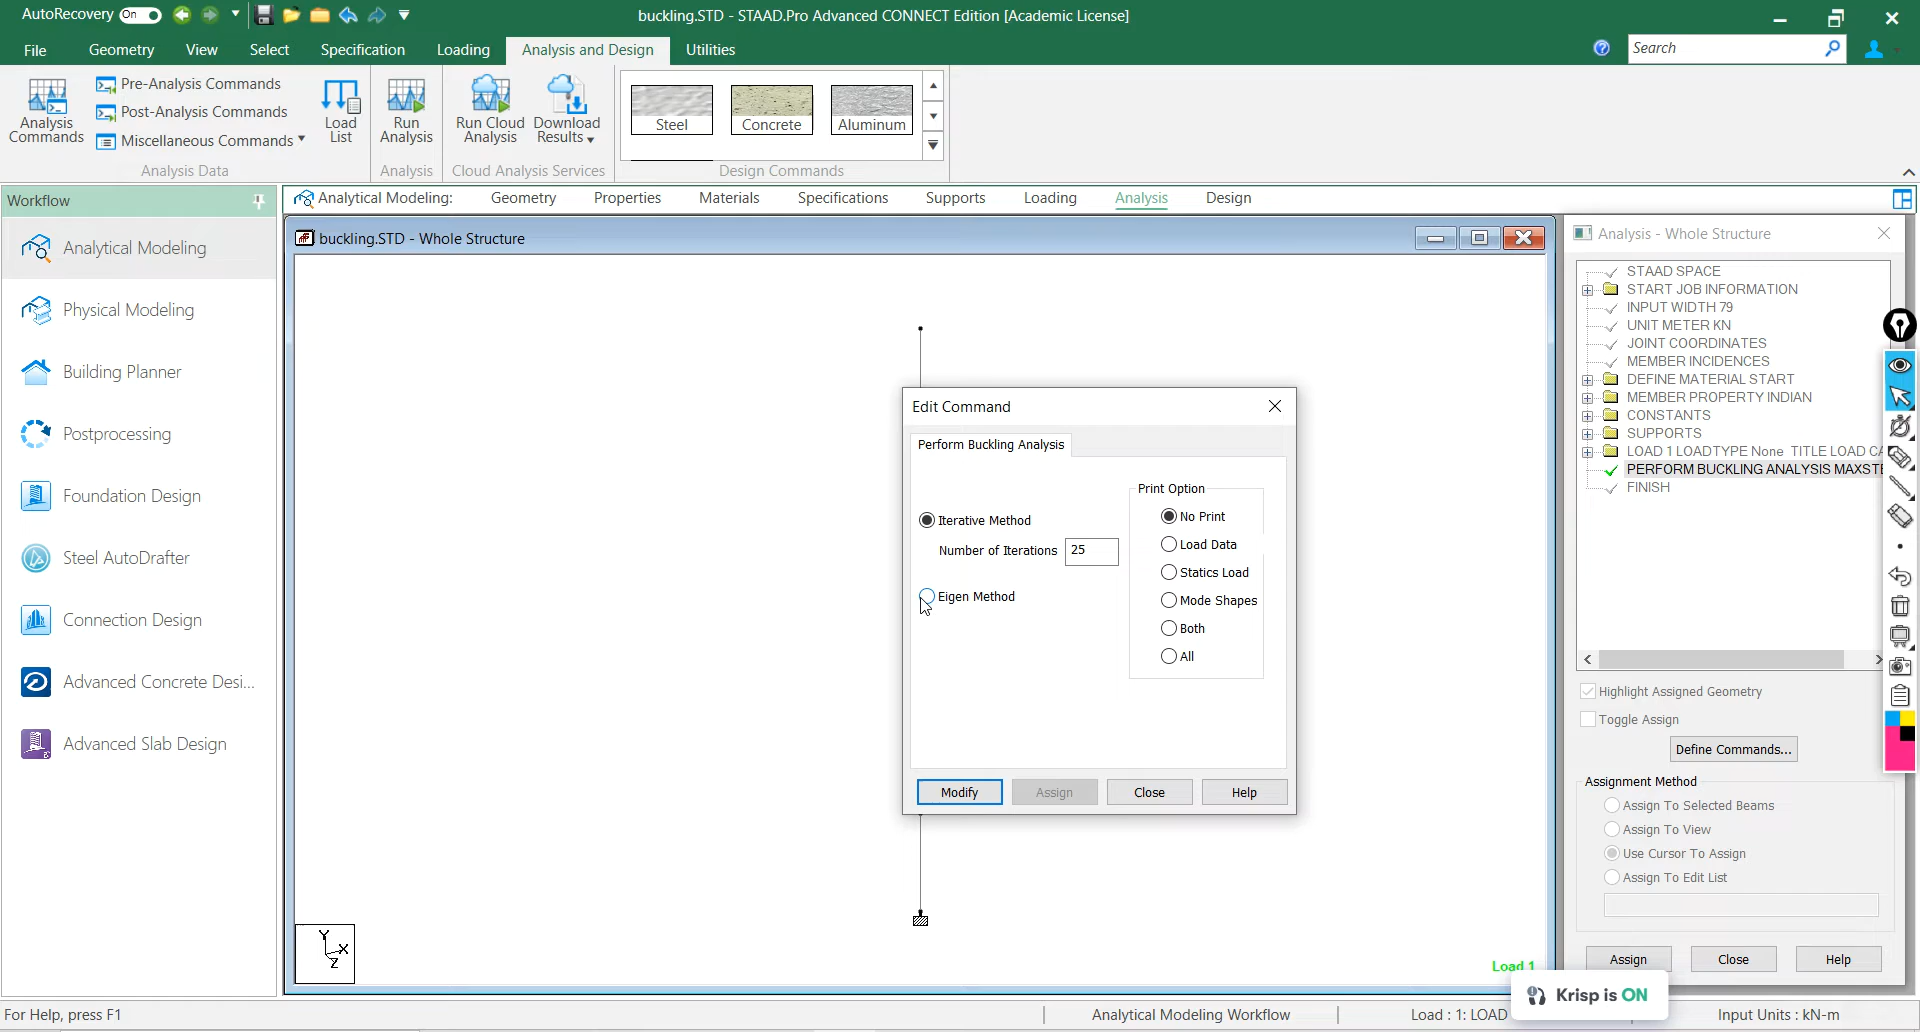 AutoRecovery On
buckling.STD - STAAD.Pro Advanced CONNECT Edition [Academic License]
File Geometry View Select Specification Loading Analysis and Design Utilities
Search
Analysis Commands
Pre-Analysis Commands
Post-Analysis Commands
Miscellaneous Commands
Load List
Run Analysis
Run Cloud Analysis
Download Results
Steel
Concrete
Aluminum
Analysis Data
Analysis
Cloud Analysis Services
Design Commands
Workflow
Analytical Modeling
Physical Modeling
Building Planner
Postprocessing
Foundation Design
Steel AutoDrafter
Connection Design
Advanced Concrete Desi...
Advanced Slab Design
Analytical Modeling: Geometry Properties Materials Specifications Supports Loading Analysis Design
buckling.STD - Whole Structure
Edit Command
Perform Buckling Analysis
Iterative Method
Number of Iterations 25
Eigen Method
Print Option
No Print
Load Data
Statics Load
Mode Shapes
Both
All
Modify Assign Close Help
Y
X
Z
Load 1
Analysis - Whole Structure
STAAD SPACE
START JOB INFORMATION
INPUT WIDTH 79
UNIT METER KN
JOINT COORDINATES
MEMBER INCIDENCES
DEFINE MATERIAL START
MEMBER PROPERTY INDIAN
CONSTANTS
SUPPORTS
LOAD 1 LOADTYPE None TITLE LOAD CA
PERFORM BUCKLING ANALYSIS MAXSTE
FINISH
Highlight Assigned Geometry
Toggle Assign
Define Commands...
Assignment Method
Assign To Selected Beams
Assign To View
Use Cursor To Assign
Assign To Edit List
Assign Close Help
Krisp is ON
For Help, press F1
Analytical Modeling Workflow
Load : 1: LOAD
Input Units : kN-m